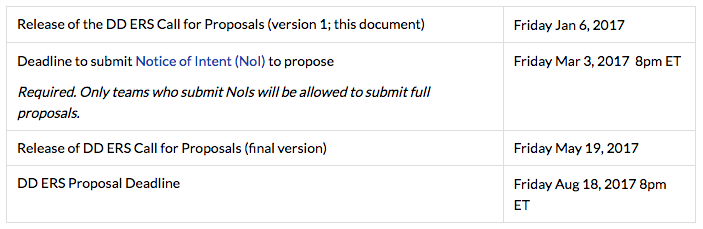 Release of the DD ERS Call for Proposals (version 1; this document)
Friday Jan 6, 2017
Deadline to submit Notice of Intent (NoI) to propose
Friday Mar 3, 2017 8pm ET
Required. Only teams who submit NoIs will be allowed to submit full
proposals.
Release of DD ERS Call for Proposals (final version)
Friday May 19, 2017
DD ERS Proposal Deadline
Friday Aug 18, 2017 8pm
ET